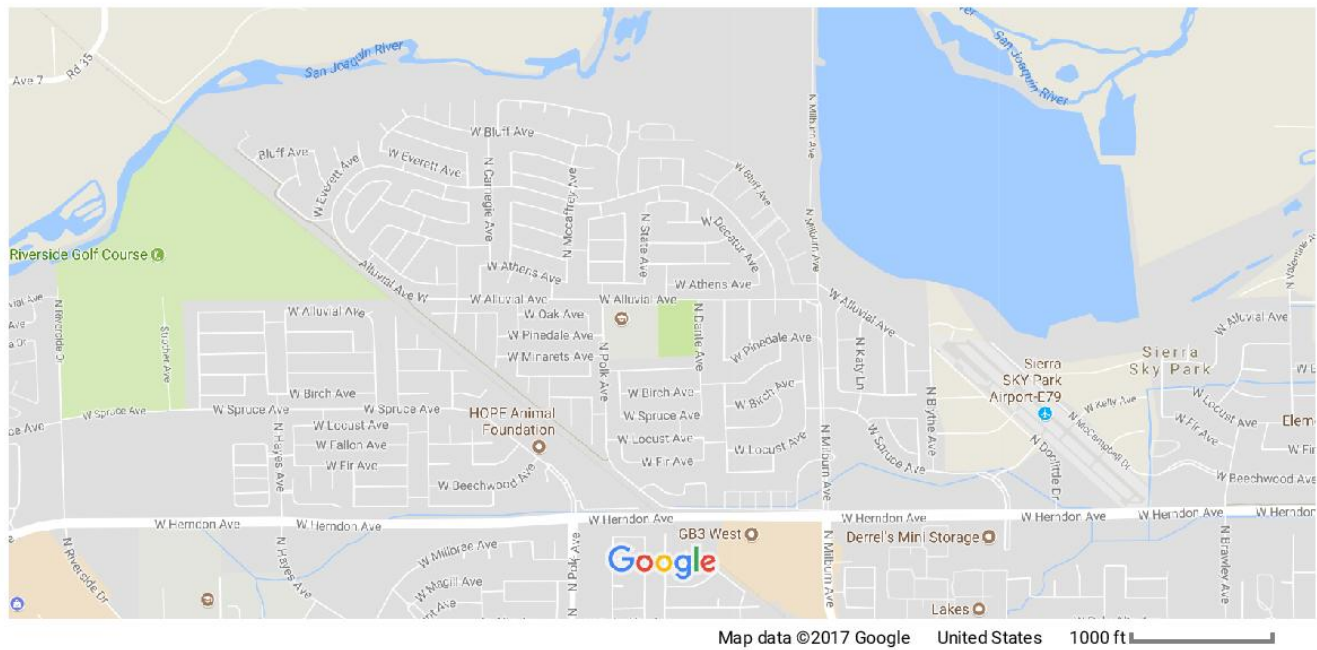 San Joaquin River
San Joaquin River
Ave 7
Rd 35
N Milburn Ave
W Bluff Ave
Bluff Ave
W Everett Ave
W Everett Ave
N Carnegie Ave
N Mccaffrey Ave
N State Ave
W Decatur Ave
Riverside Golf Course
W Athens Ave
W Athens Ave
Alluvial Ave W
W Alluvial Ave
W Alluvial Ave
W Alluvial Ave
W Alluvial Ave
W Alluvial Ave
W Oak Ave
W Pinedale Ave
W Pinedale Ave
W Minarets Ave
N Dante Ave
N Polk Ave
N Katy Ln
N Blythe Ave
Sierra
SKY Park
Airport-E79
Sierra
Sky Park
W Kelly Ave
N McCampbell Dr
N Doolittle Dr
W Birch Ave
W Birch Ave
W Birch Ave
W Spruce Ave
W Spruce Ave
W Spruce Ave
W Spruce Ave
W Spruce Ave
HOPE Animal
Foundation
W Locust Ave
W Locust Ave
W Locust Ave
W Locust Ave
W Fallon Ave
W Fir Ave
W Fir Ave
W Fir Ave
N Hayes Ave
N Milburn Ave
W Beechwood Ave
W Beechwood Ave
W Herndon Ave
W Herndon Ave
W Herndon Ave
W Herndon Ave
W Herndon Ave
W Herndon Ave
W Herndon
GB3 West
Derrel's Mini Storage
N Riverside Dr
N Hayes Ave
W Millbrae Ave
W Magill Ave
N Polk Ave
Google
N Milburn Ave
N Brawley Ave
Lakes
Map data ©2017 Google United States 1000 ft